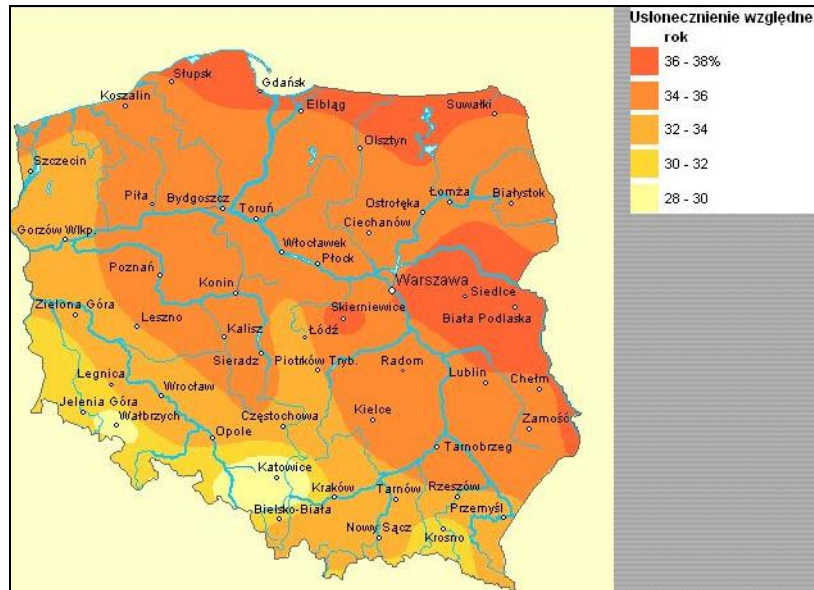 Usłonecznienie względne
rok
36 - 38%
34 - 36
32 - 34
30 - 32
28 - 30
Słupsk
Gdańsk
Koszalin
Elbląg
Suwałki
Olsztyn
Szczecin
Piła
Bydgoszcz
Toruń
Ostrołęka
Łomża
Białystok
Ciechanów
Gorzów Wlkp.
Włocławek
Płock
Poznań
Konin
Warszawa
Siedlce
Skierniewice
Biała Podlaska
Zielona Góra
Leszno
Kalisz
Łódź
Sieradz
Piotrków Tryb.
Radom
Lublin
Chełm
Legnica
Wrocław
Jelenia Góra
Wałbrzych
Opole
Częstochowa
Kielce
Zamość
Tarnobrzeg
Katowice
Kraków
Tarnów
Rzeszów
Przemyśl
Bielsko-Biała
Nowy Sącz
Krosno